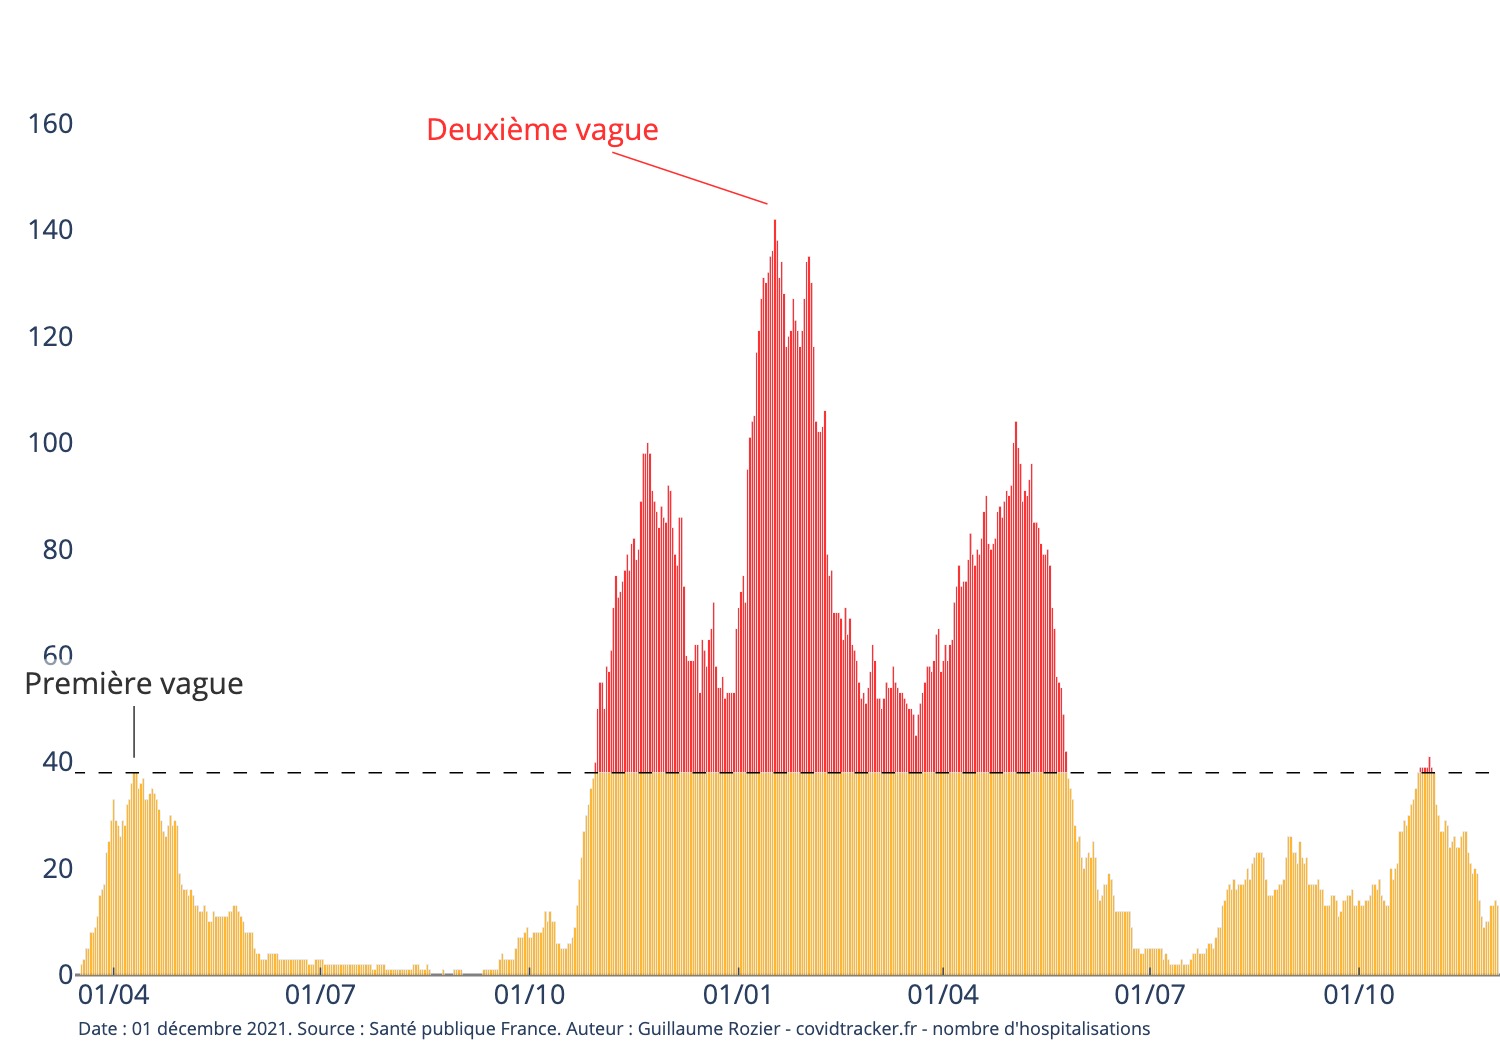 160
Deuxième vague
140
120
100
80
60
Première vague
40
20
0
01/04 01/07 01/10 01/01 01/04 01/07 01/10
Date : 01 décembre 2021. Source : Santé publique France. Auteur : Guillaume Rozier - covidtracker.fr - nombre d'hospitalisations